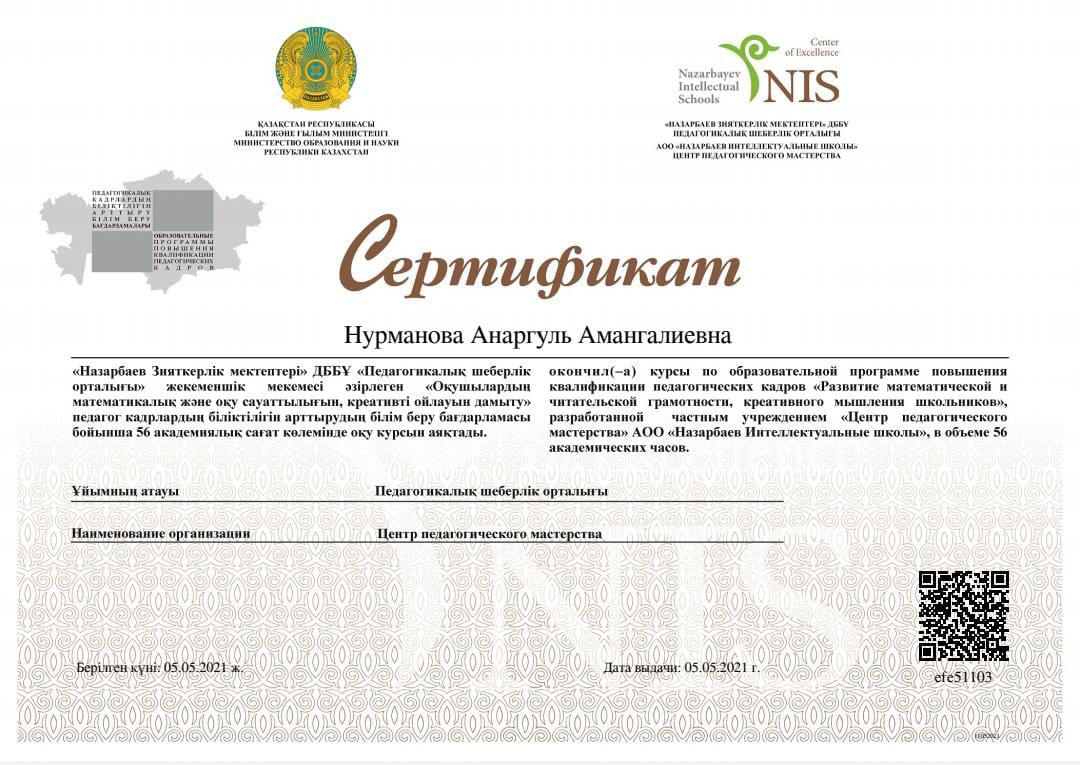 ҚАЗАҚСТАН РЕСПУБЛИКАСЫ
БІЛІМ ЖӘНЕ ҒЫЛЫМ МИНИСТЕГІГІ
МИНИСТЕРСТВО ОБРАЗОВАНИЯ И НАУКИ
РЕСПУБЛИКИ КАЗАХСТАН
Center
of Excellence
Nazarbayev
Intellectual
Schools
NIS
«НАЗАРБАЕВ ЗИЯТКЕРЛІК МЕКТЕПТЕРІ» ДББҰ
ПЕДАГОГИКАЛЫҚ ШЕБЕРЛІК ОРТАЛЫҒЫ
АОО «НАЗАРБАЕВ ИНТЕЛЛЕКТУАЛЬНЫЕ ШКОЛЫ»
ЦЕНТР ПЕДАГОГИЧЕСКОГО МАСТЕРСТВА
ПЕДАГОГИКАЛЫҚ
КАДРЛАРДЫҢ
БІЛІКТІЛІГІН
АРТТЫРУ
БІЛІМ БЕРУ
БАҒДАРЛАМАЛАРЫ
ОБРАЗОВАТЕЛЬНЫЕ
ПРОГРАММЫ
ПОВЫШЕНИЯ
КВАЛИФИКАЦИИ
ПЕДАГОГИЧЕСКИХ
КАДРОВ
Сертификат
Нурманова Анаргуль Амангалиевна
«Назарбаев Зияткерлік мектептері» ДББҰ «Педагогикалық шеберлік
орталығы» жекеменшік мекемесі әзірлеген «Оқушылардың
математикалық және оқу сауаттылығын, креативті ойлауын дамыту»
педагог кадрлардың біліктілігін арттырудың білім беру бағдарламасы
бойынша 56 академиялық сағат көлемінде оқу курсын аяқтады.
окончил(–а) курсы по образовательной программе повышения
квалификации педагогических кадров «Развитие математической и
читательской грамотности, креативного мышления школьников»,
разработанной частным учреждением «Центр педагогического
мастерства» АОО «Назарбаев Интеллектуальные школы», в объеме 56
академических часов.
Ұйымның атауы Педагогикалық шеберлік орталығы
Наименование организации Центр педагогического мастерства
Берілген күні: 05.05.2021 ж.
Дата выдачи: 05.05.2021 г.
efe51103